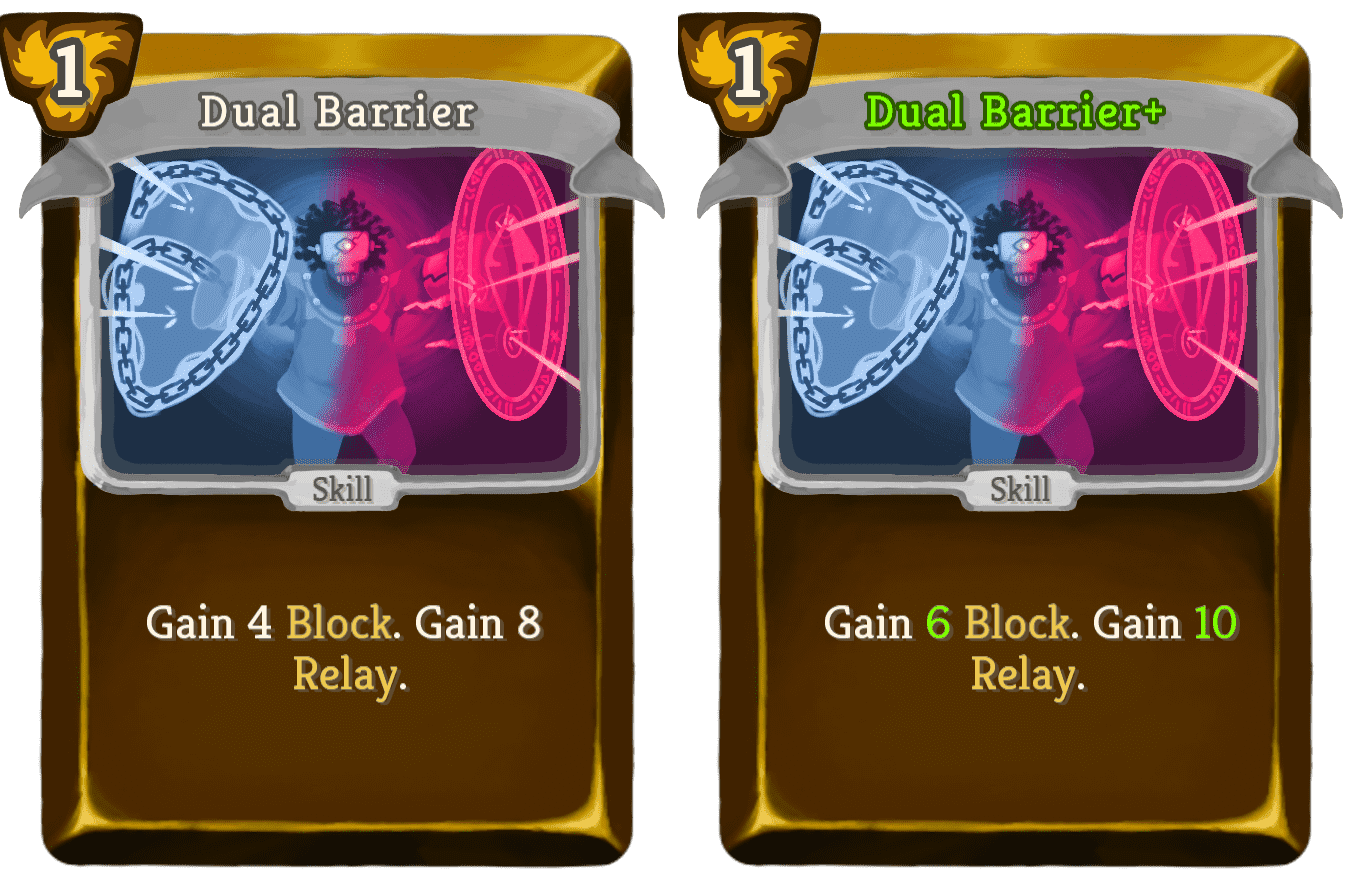 1
Dual Barrier
Skill
Gain 4 Block. Gain 8
Relay.
1
Dual Barrier+
Skill
Gain 6 Block. Gain 10
Relay.